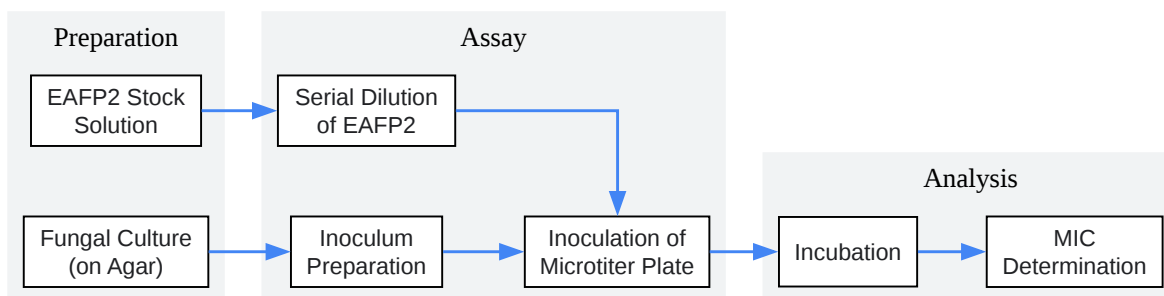 Preparation
EAFP2 Stock
Solution
Fungal Culture
(on Agar)
Assay
Serial Dilution
of EAFP2
Inoculum
Preparation
Inoculation of
Microtiter Plate
Analysis
Incubation
MIC
Determination